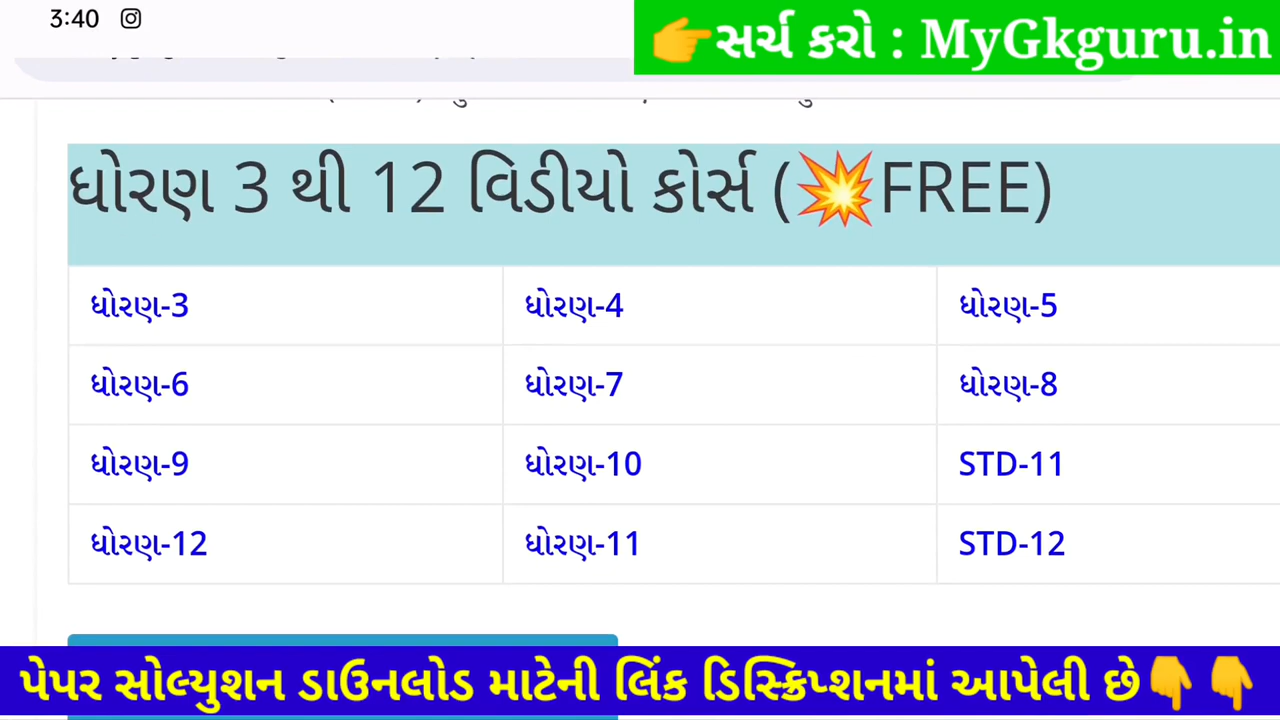 3:40
👉સર્ચ કરો : MyGkguru.in
ધોરણ 3 થી 12 વિડીયો કોર્સ (💥FREE)
ધોરણ-3 ધોરણ-4 ધોરણ-5
ધોરણ-6 ધોરણ-7 ધોરણ-8
ધોરણ-9 ધોરણ-10 STD-11
ધોરણ-12 ધોરણ-11 STD-12
પેપર સોલ્યુશન ડાઉનલોડ માટેની લિંક ડિસ્ક્રિપ્શનમાં આપેલી છે👇👇